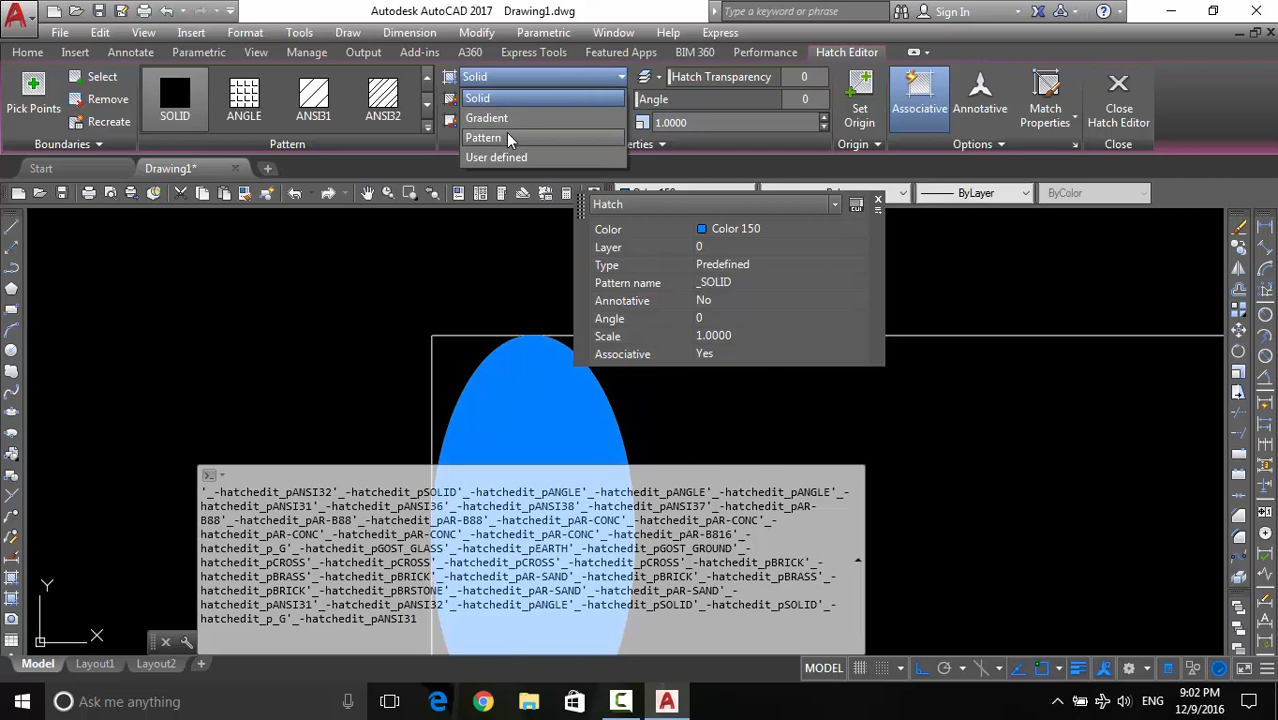 Autodesk AutoCAD 2017 Drawing1.dwg
Type a keyword or phrase
Sign In
File Edit View Insert Format Tools Draw Dimension Modify Parametric Window Help Express
Home Insert Annotate Parametric View Manage Output Add-ins A360 Express Tools Featured Apps BIM 360 Performance Hatch Editor
Pick Points
Select
Remove
Recreate
Boundaries
SOLID
ANGLE
ANSI31
ANSI32
Pattern
Solid
Solid
Gradient
Pattern
User defined
Hatch Transparency 0
Angle 0
1.0000
Set Origin
Origin
Associative
Annotative
Match Properties
Options
Close Hatch Editor
Close
Start
Drawing1*
ByLayer
ByColor
Hatch
Color Color 150
Layer 0
Type Predefined
Pattern name _SOLID
Annotative No
Angle 0
Scale 1.0000
Associative Yes
'_-hatchedit_pANSI32'_-hatchedit_pSOLID'_-hatchedit_pANGLE'_-hatchedit_pANGLE'_-hatchedit_pANGLE'_-
hatchedit_pANSI31'_-hatchedit_pANSI36'_-hatchedit_pANSI38'_-hatchedit_pANSI37'_-hatchedit_pAR-
B88'_-hatchedit_pAR-B88'_-hatchedit_pAR-B88'_-hatchedit_pAR-CONC'_-hatchedit_pAR-CONC'_-
hatchedit_pAR-CONC'_-hatchedit_pAR-CONC'_-hatchedit_pAR-CONC'_-hatchedit_pAR-B816'_-
hatchedit_p_G'_-hatchedit_pGOST_GLASS'_-hatchedit_pEARTH'_-hatchedit_pGOST_GROUND'_-
hatchedit_pCROSS'_-hatchedit_pCROSS'_-hatchedit_pCROSS'_-hatchedit_pCROSS'_-hatchedit_pBRICK'_-
hatchedit_pBRASS'_-hatchedit_pBRICK'_-hatchedit_pAR-SAND'_-hatchedit_pBRICK'_-hatchedit_pBRASS'_-
hatchedit_pBRICK'_-hatchedit_pBRSTONE'_-hatchedit_pAR-SAND'_-hatchedit_pAR-SAND'_-
hatchedit_pANSI31'_-hatchedit_pANSI32'_-hatchedit_pANGLE'_-hatchedit_pSOLID'_-hatchedit_pSOLID'_-
hatchedit_p_G'_-hatchedit_pANSI31
Y
X
Model Layout1 Layout2
MODEL
Ask me anything
ENG
9:02 PM
12/9/2016